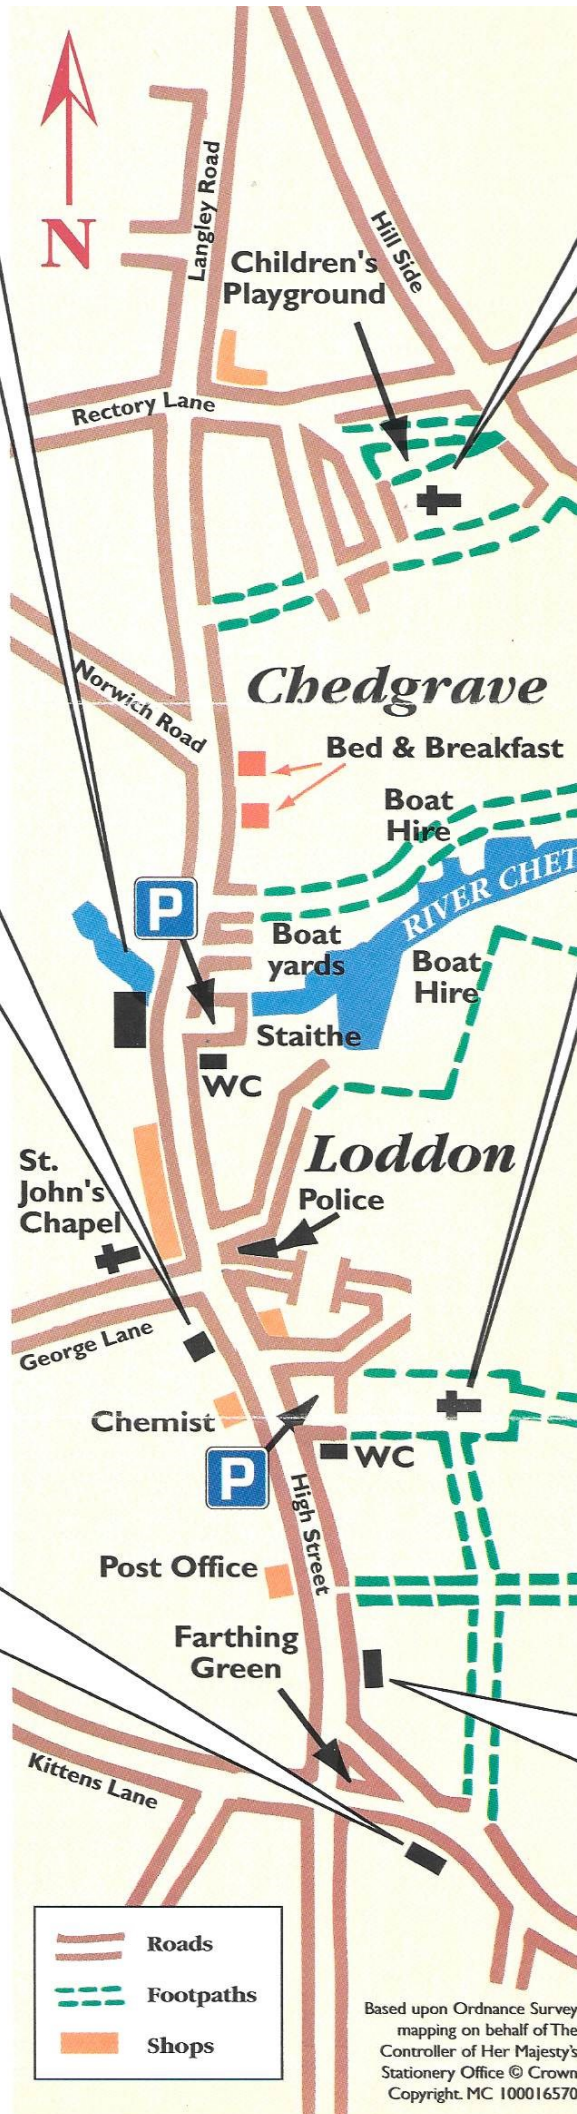 N
Langley Road
Hill Side
Children's
Playground
Rectory Lane
Chedgrave
Norwich Road
Bed & Breakfast
Boat
Hire
RIVER CHET
P
Boat
yards
Boat
Hire
Staithe
WC
Loddon
St.
John's
Chapel
Police
George Lane
Chemist
P
WC
High Street
Post Office
Farthing
Green
Kittens Lane
Roads
Footpaths
Shops
Based upon Ordnance Survey
mapping on behalf of The
Controller of Her Majesty's
Stationery Office © Crown
Copyright. MC 100016570